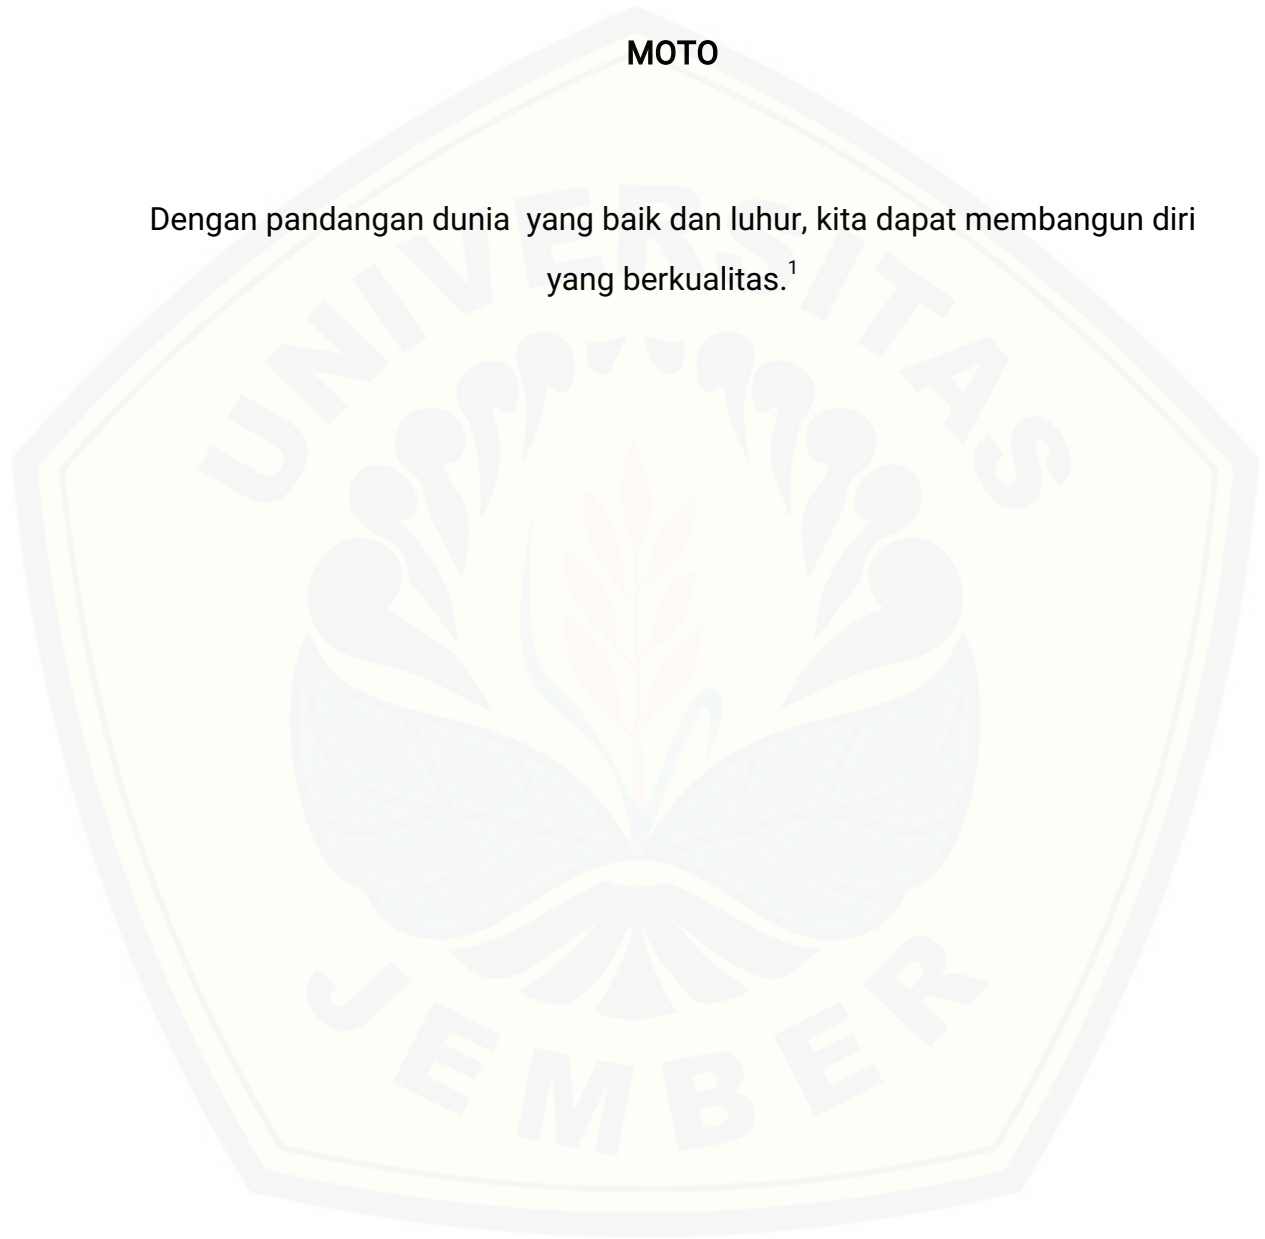 MOTO
Dengan pandangan dunia  yang baik dan luhur, kita dapat membangun diri
yang berkualitas.¹
UNIVERSITAS
JEMBER